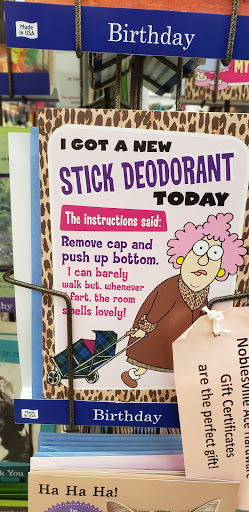 Made in
USA
Birthday
MY
I GOT A NEW
STICK DEODORANT
TODAY
The instructions said:
Remove cap and
push up bottom.
I can barely
walk but, whenever
fart, the room
smells lovely!
Noblesville
Gift Certificates
are the perfect gift!
Birthday
k You
Ha Ha Ha!